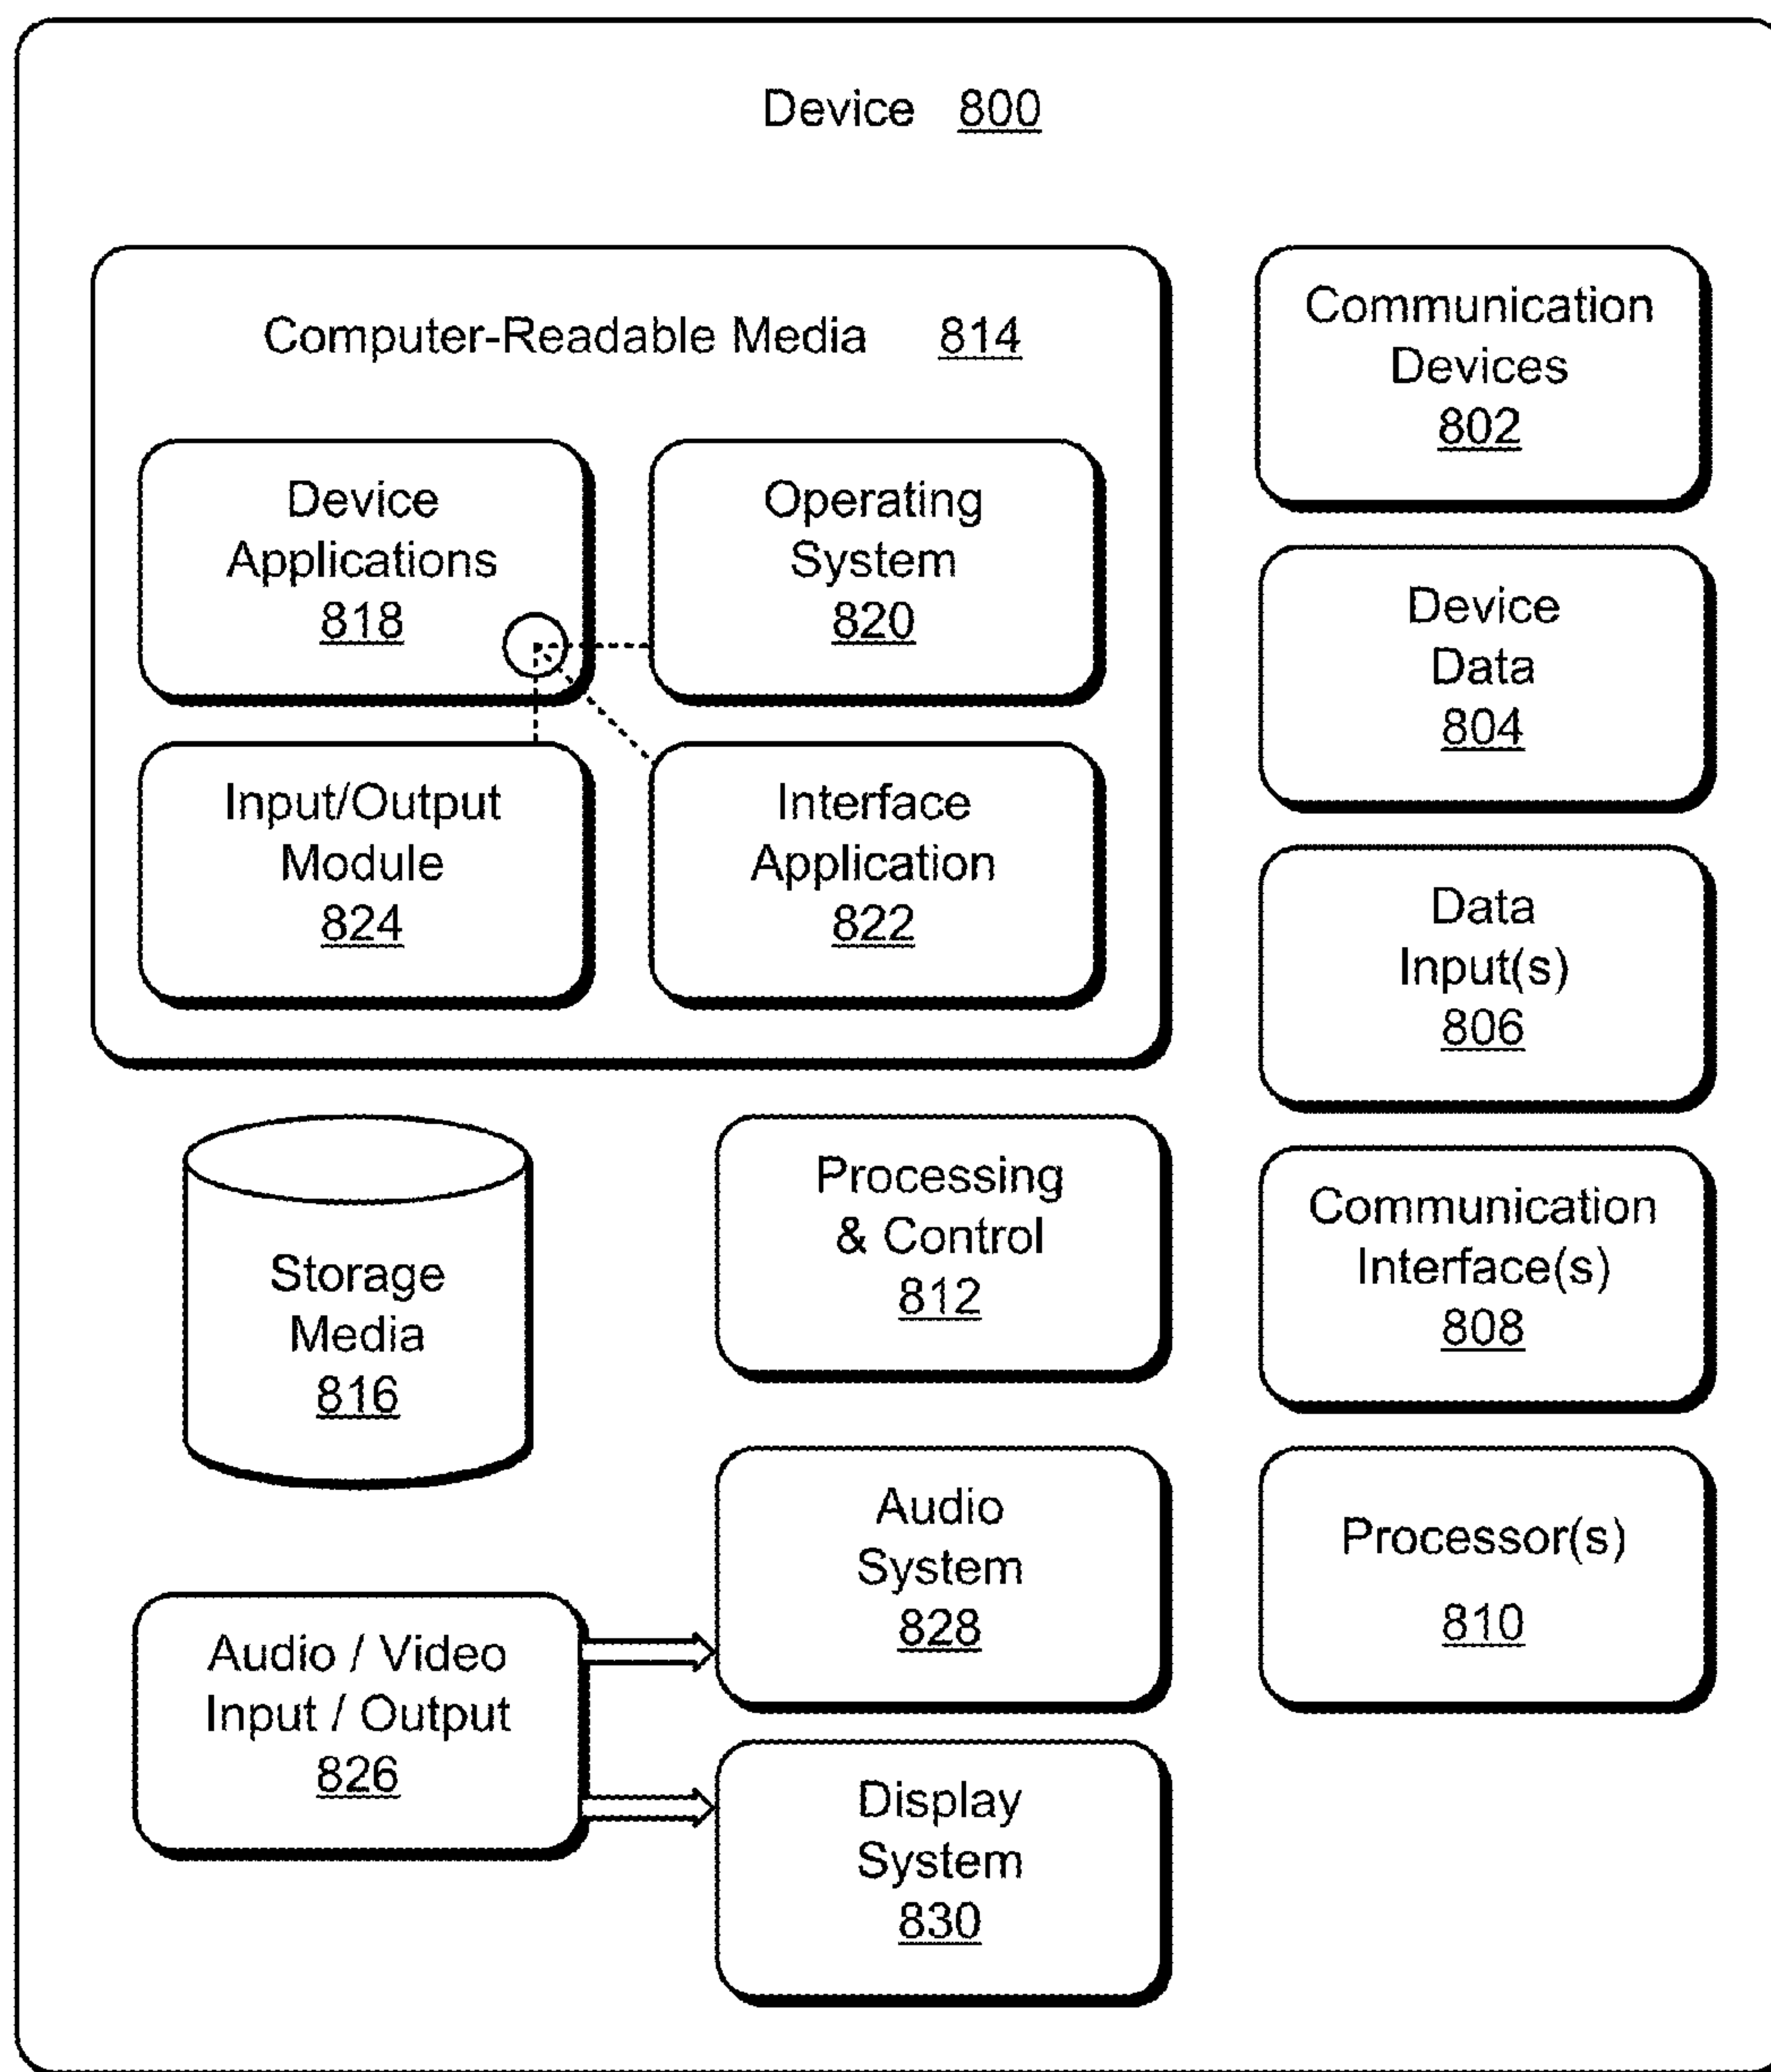 Device 800
Computer-Readable Media 814
Device
Applications
818
Operating
System
820
Input/Output
Module
824
Interface
Application
822
Communication
Devices
802
Device
Data
804
Data
Input(s)
806
Communication
Interface(s)
808
Processor(s)
810
Storage
Media
816
Processing
& Control
812
Audio / Video
Input / Output
826
Audio
System
828
Display
System
830